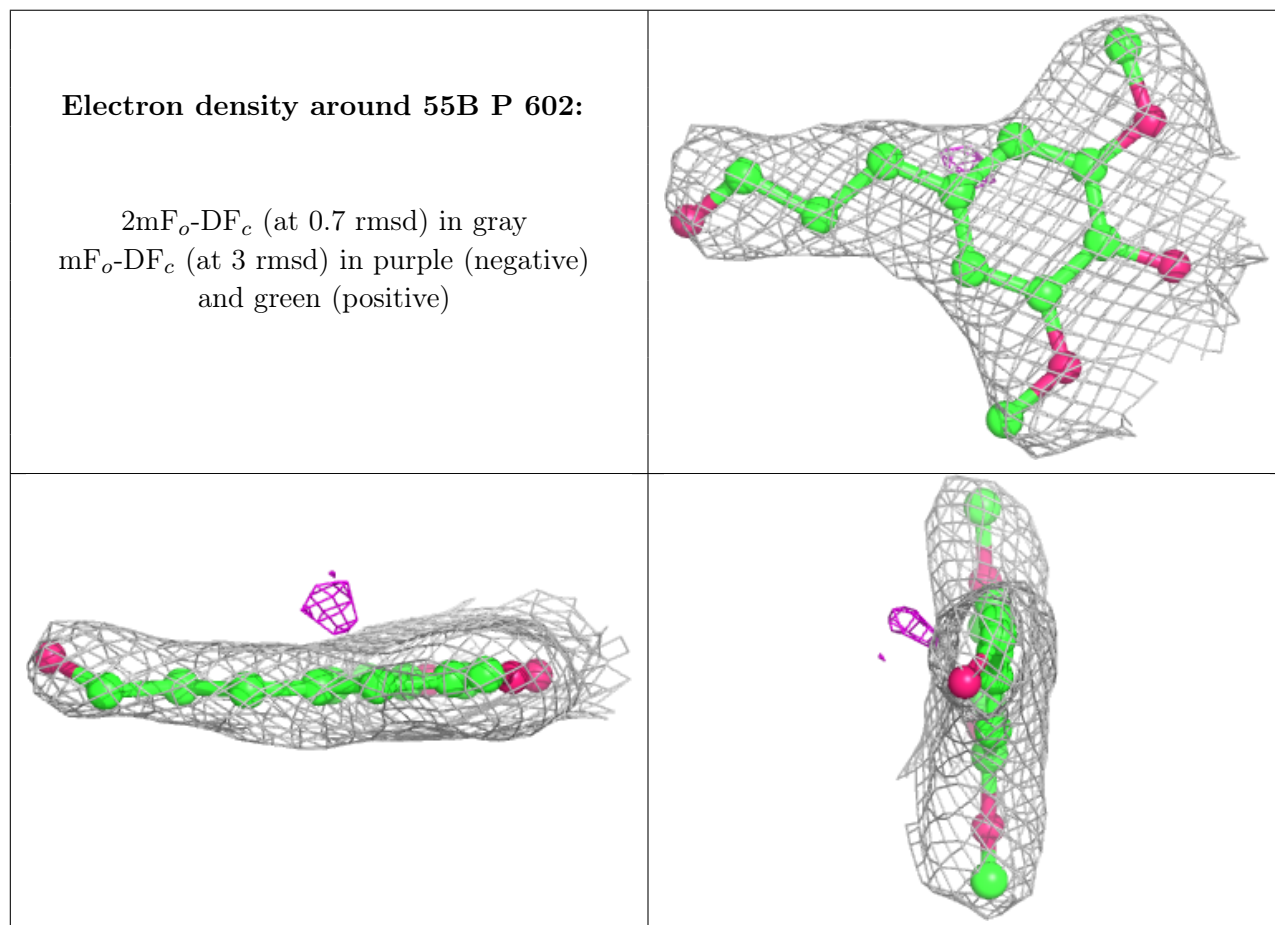 Electron density around 55B P 602:
2mFo-DFc (at 0.7 rmsd) in gray
mFo-DFc (at 3 rmsd) in purple (negative)
and green (positive)